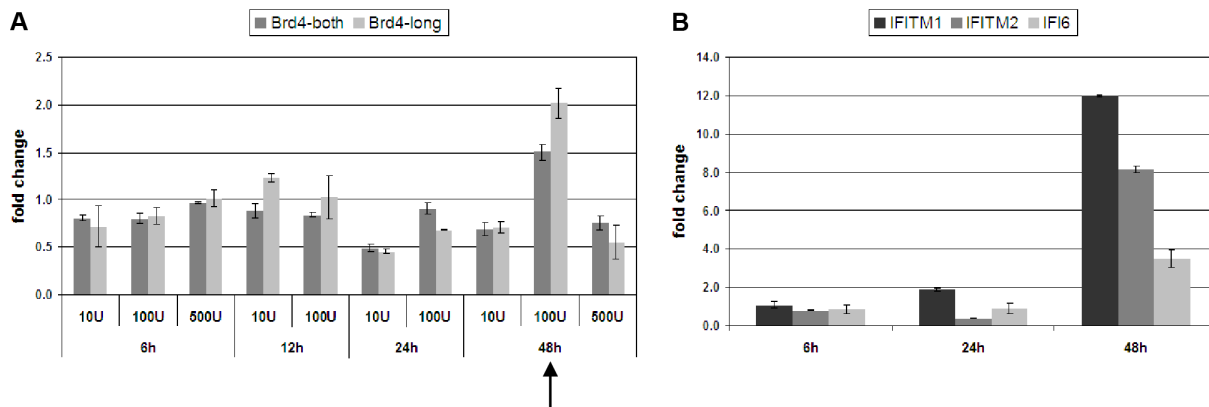 A
Brd4-both Brd4-long
fold change
2.5
2.0
1.5
1.0
0.5
0.0
10U 100U 500U 10U 100U 10U 100U 10U 100U 500U
6h 12h 24h 48h
B
IFITM1 IFITM2 IFI6
fold change
14.0
12.0
10.0
8.0
6.0
4.0
2.0
0.0
6h 24h 48h